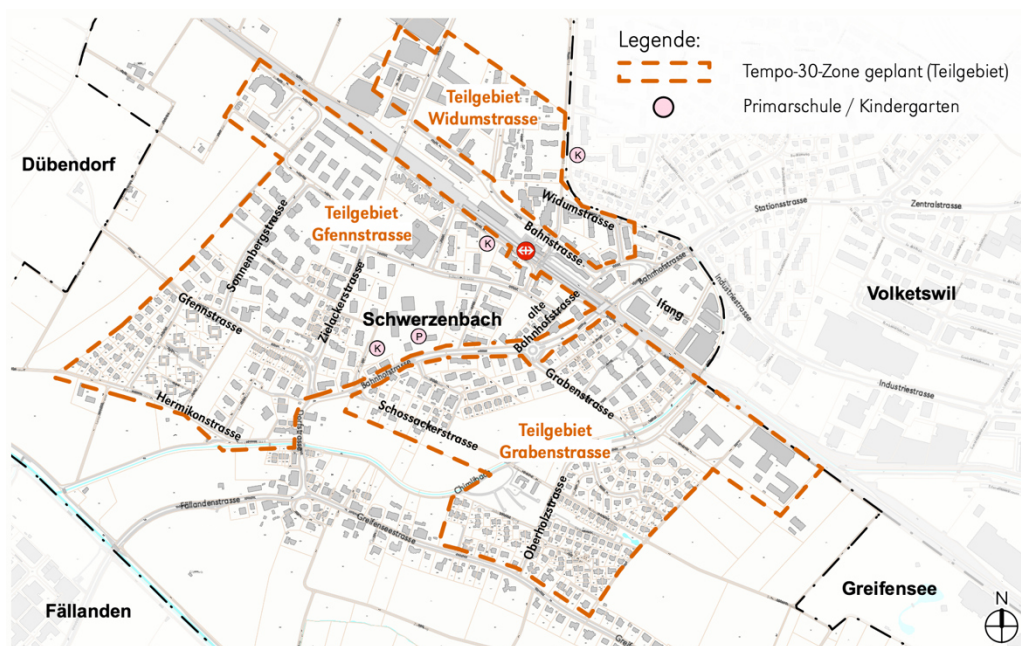 Legende:
Tempo-30-Zone geplant (Teilgebiet)
Primarschule / Kindergarten
K
P
N
Teilgebiet
Widumstrasse
Dübendorf
K
Widumstrasse
Stationsstrasse
Zentralstrasse
Teilgebiet
Gfennstrasse
Bahnstrasse
K
Sonnenbergstrasse
Bahnhofstrasse
Industriestrasse
Volketswil
Zielackerstrasse
Ifang
Gfennstrasse
alte
Bahnhofstrasse
Schwerzenbach
K
Bahnhofstrasse
Grabenstrasse
Industriestrasse
Hermikonstrasse
Schossackerstrasse
Teilgebiet
Grabenstrasse
Chimlibach
Fällandenstrasse
Greifenseestrasse
Oberholzstrasse
Greifensee
Fällanden